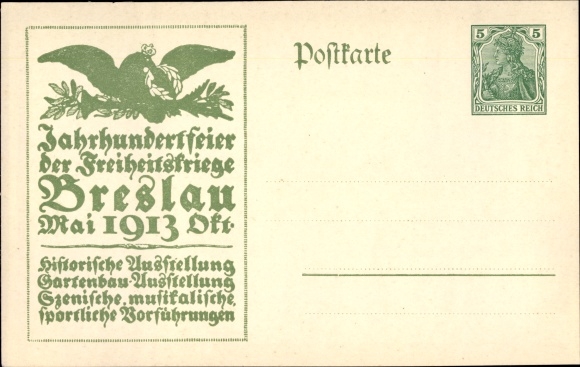 Jahrhundertfeier
der Freiheitskriege
Breslau
Mai 1913 Okt.
Historische Ausstellung
Gartenbau-Ausstellung
Szenische, musikalische,
sportliche Vorführungen
Postkarte
5 5
DEUTSCHES REICH